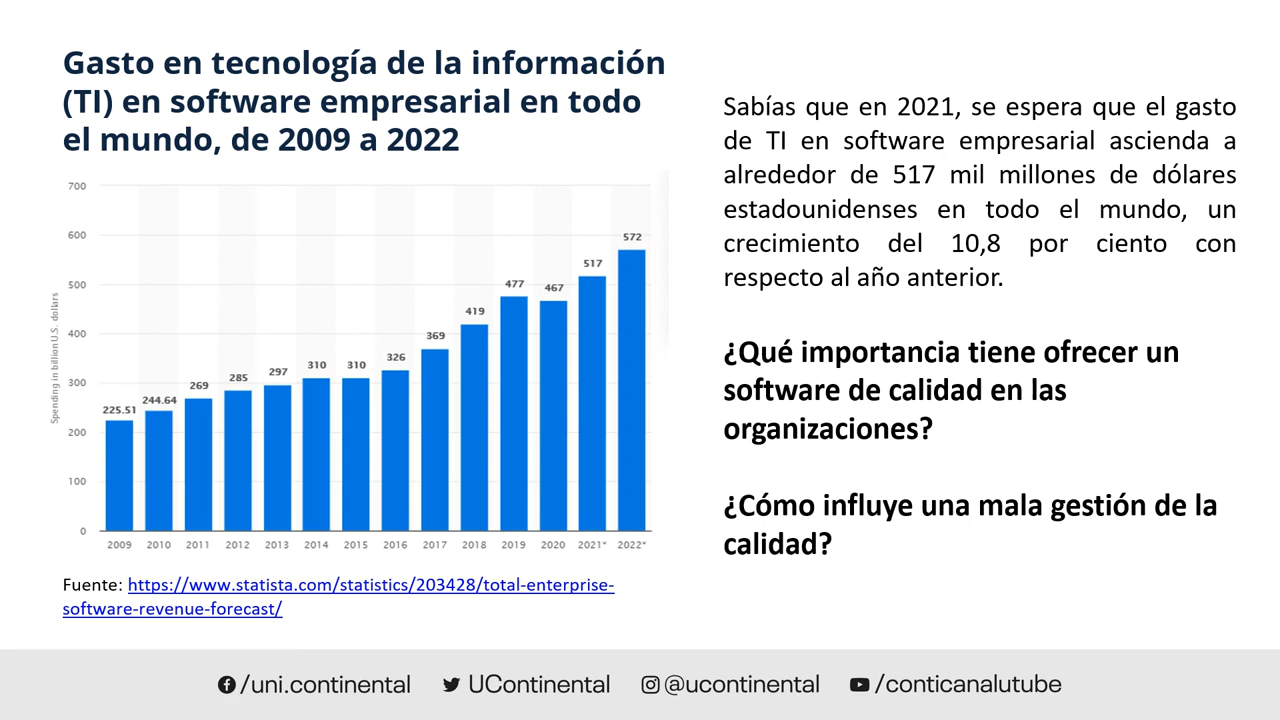 Gasto en tecnología de la información
(TI) en software empresarial en todo
el mundo, de 2009 a 2022
700
600
500
400
300
200
100
0
Spending in billion U.S. dollars
225.51
244.64
269
285
297
310
310
326
369
419
477
467
517
572
2009 2010 2011 2012 2013 2014 2015 2016 2017 2018 2019 2020 2021* 2022*
Fuente: https://www.statista.com/statistics/203428/total-enterprise-
software-revenue-forecast/
Sabías que en 2021, se espera que el gasto
de TI en software empresarial ascienda a
alrededor de 517 mil millones de dólares
estadounidenses en todo el mundo, un
crecimiento del 10,8 por ciento con
respecto al año anterior.
¿Qué importancia tiene ofrecer un
software de calidad en las
organizaciones?
¿Cómo influye una mala gestión de la
calidad?
/uni.continental UContinental @ucontinental /conticanalutube